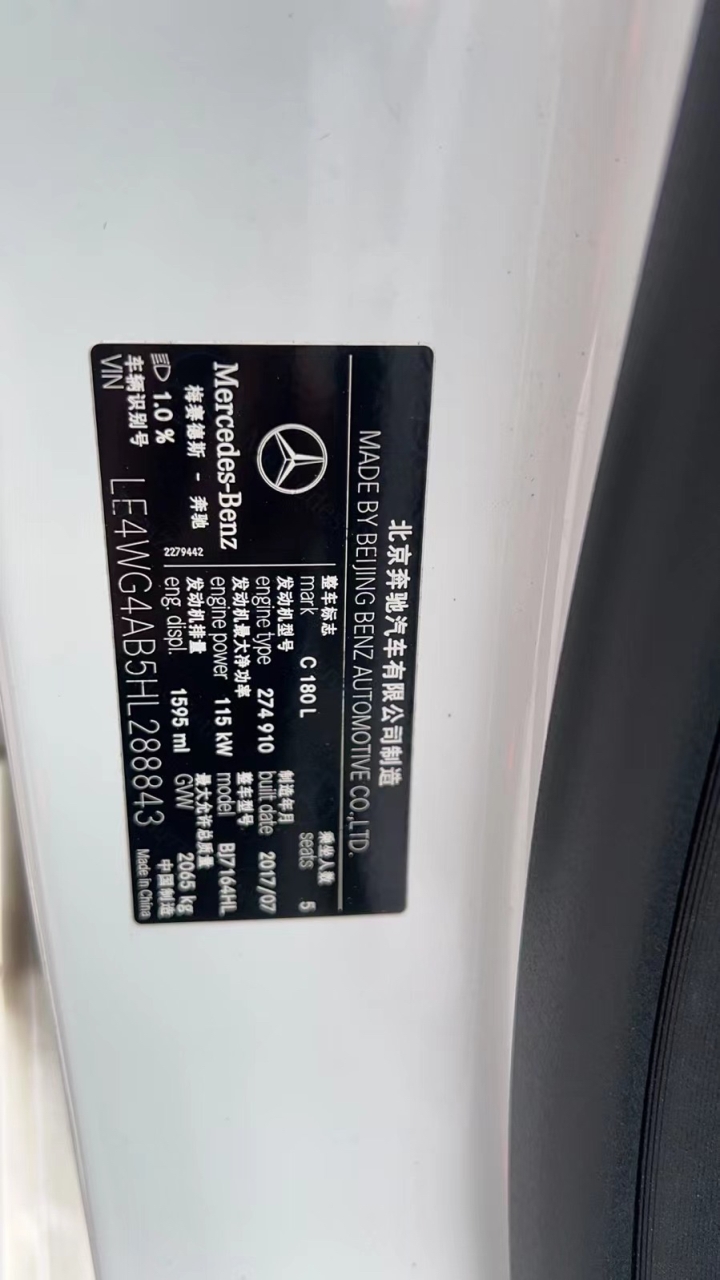 北京奔驰汽车有限公司制造
MADE BY BEIJING BENZ AUTOMOTIVE CO.,LTD.
Mercedes-Benz
梅赛德斯 - 奔驰
1.0 %
2279442
整车标志
mark C 180 L
乘坐人数
seats 5
发动机型号
engine type 274 910
制造年月
built date 2017/07
发动机最大净功率
engine power 115 kW
整车型号
model BJ7164HL
发动机排量
eng. displ. 1595 ml
最大允许总质量
GVW 2065 kg
车辆识别号
VIN LE4WG4AB5HL288843
中国制造
Made in China